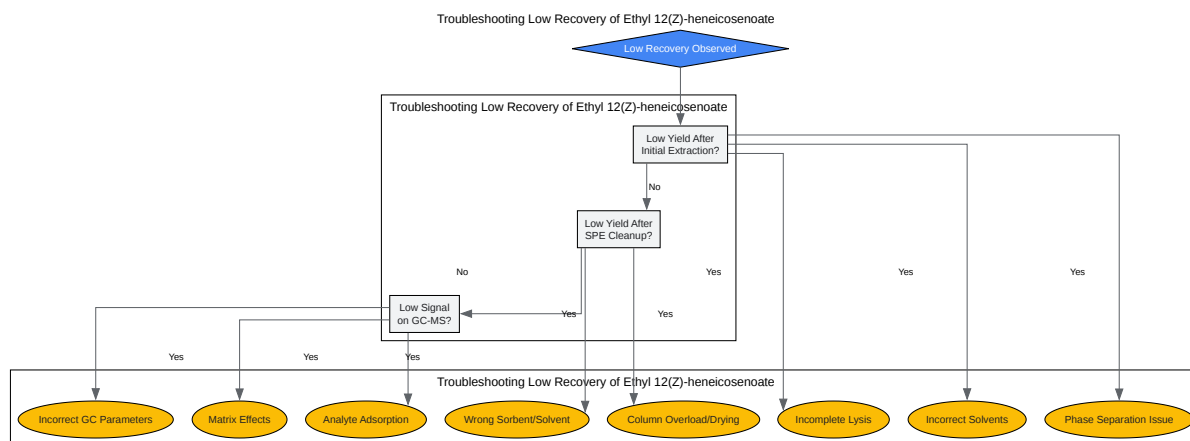 Troubleshooting Low Recovery of Ethyl 12(Z)-heneicosenoate
Low Recovery Observed
Troubleshooting Low Recovery of Ethyl 12(Z)-heneicosenoate
Low Yield After
Initial Extraction?
No
Low Yield After
SPE Cleanup?
No
Yes
Yes
Yes
Low Signal
on GC-MS?
Yes
Yes
Yes
Yes
Yes
Troubleshooting Low Recovery of Ethyl 12(Z)-heneicosenoate
Incorrect GC Parameters
Matrix Effects
Analyte Adsorption
Wrong Sorbent/Solvent
Column Overload/Drying
Incomplete Lysis
Incorrect Solvents
Phase Separation Issue